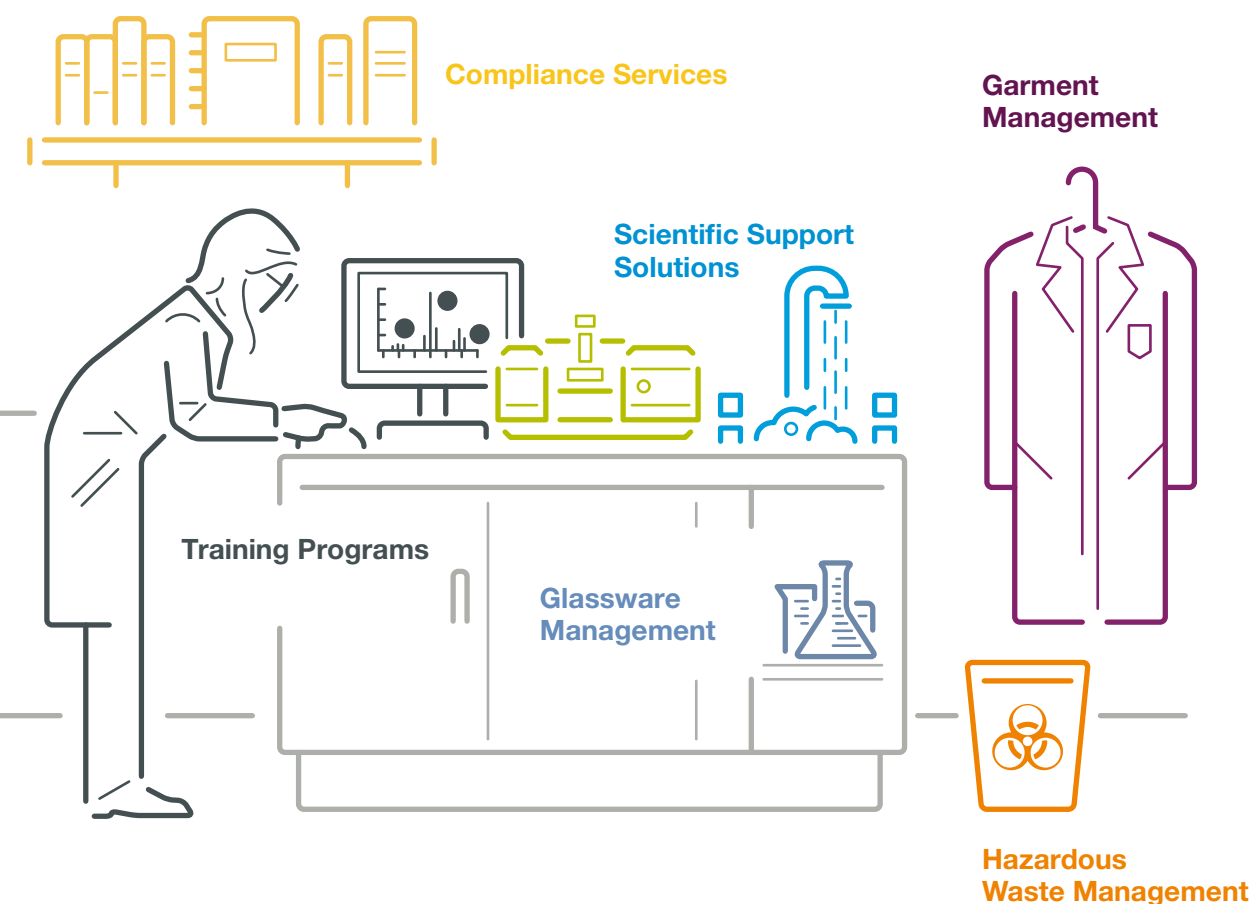 Compliance Services
Garment
Management
Scientific Support
Solutions
Training Programs
Glassware
Management
Hazardous
Waste Management